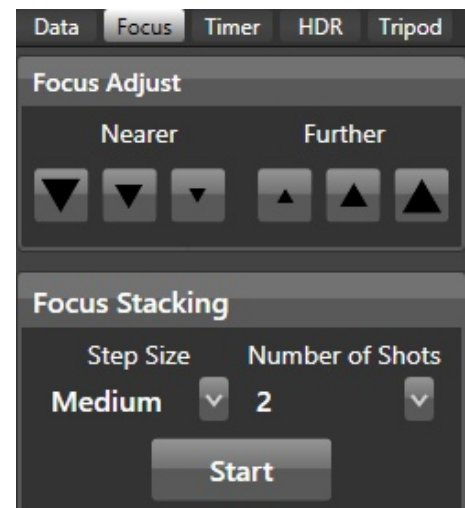 Data Focus Timer HDR Tripod
Focus Adjust
Nearer Further
Focus Stacking
Step Size Number of Shots
Medium 2
Start